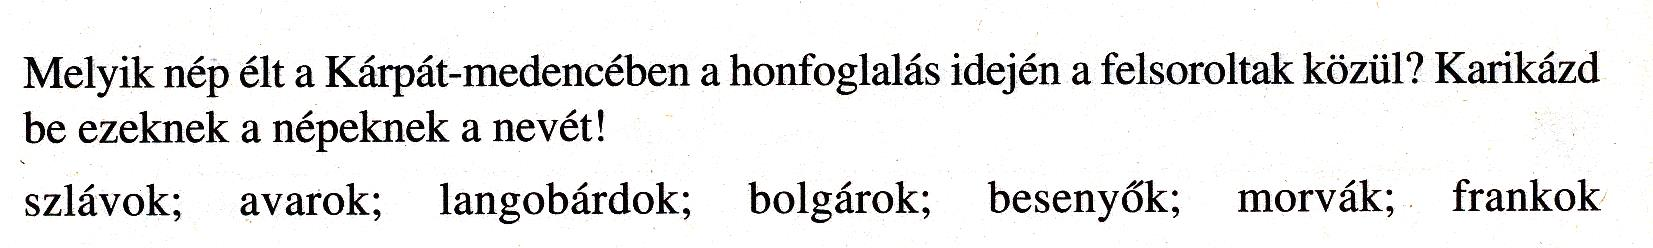 Melyik nép élt a Kárpát-medencében a honfoglalás idején a felsoroltak közül? Karikázd
be ezeknek a népeknek a nevét!
szlávok; avarok; langobárdok; bolgárok; besenyők; morvák; frankok